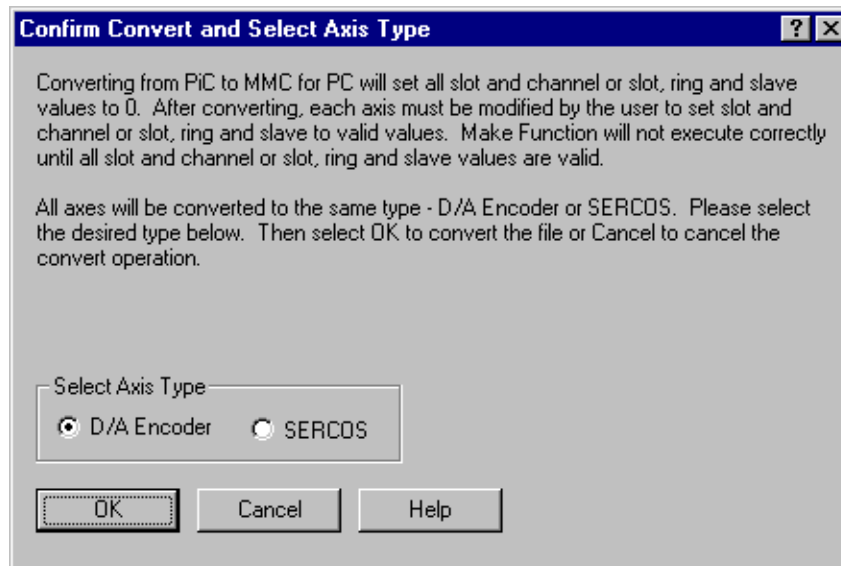 Confirm Convert and Select Axis Type
Converting from PiC to MMC for PC will set all slot and channel or slot, ring and slave
values to 0. After converting, each axis must be modified by the user to set slot and
channel or slot, ring and slave to valid values. Make Function will not execute correctly
until all slot and channel or slot, ring and slave values are valid.
All axes will be converted to the same type - D/A Encoder or SERCOS. Please select
the desired type below. Then select OK to convert the file or Cancel to cancel the
convert operation.
Select Axis Type
D/A Encoder SERCOS
OK Cancel Help